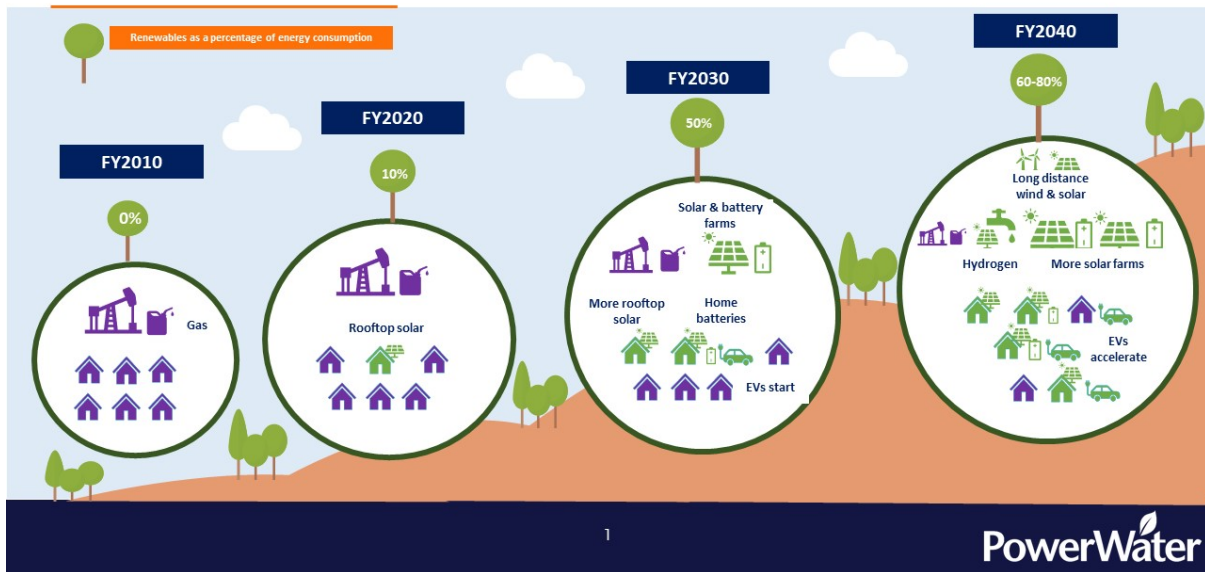 Renewables as a percentage of energy consumption
FY2010
0%
Gas
FY2020
10%
Rooftop solar
FY2030
50%
Solar & battery
farms
More rooftop
solar
Home
batteries
EVs start
FY2040
60-80%
Long distance
wind & solar
Hydrogen
More solar farms
EVs
accelerate
1
PowerWater